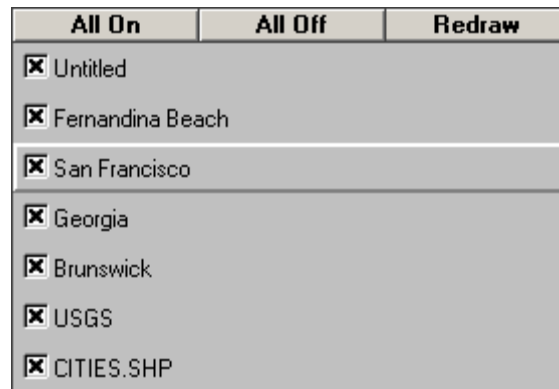 All On All Off Redraw
Untitled
Fernandina Beach
San Francisco
Georgia
Brunswick
USGS
CITIES.SHP